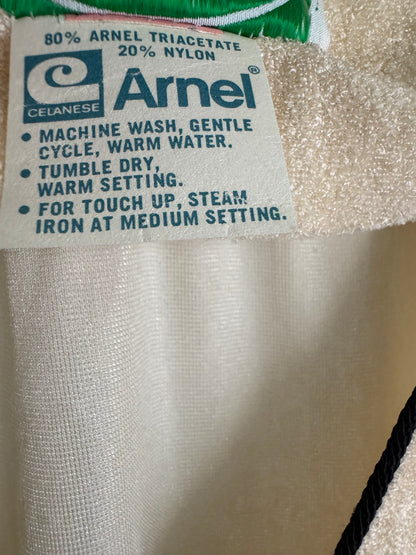 80% ARNEL TRIACETATE
20% NYLON
CELANESE
Arnel®
• MACHINE WASH, GENTLE
CYCLE, WARM WATER.
• TUMBLE DRY,
WARM SETTING.
• FOR TOUCH UP, STEAM
IRON AT MEDIUM SETTING.